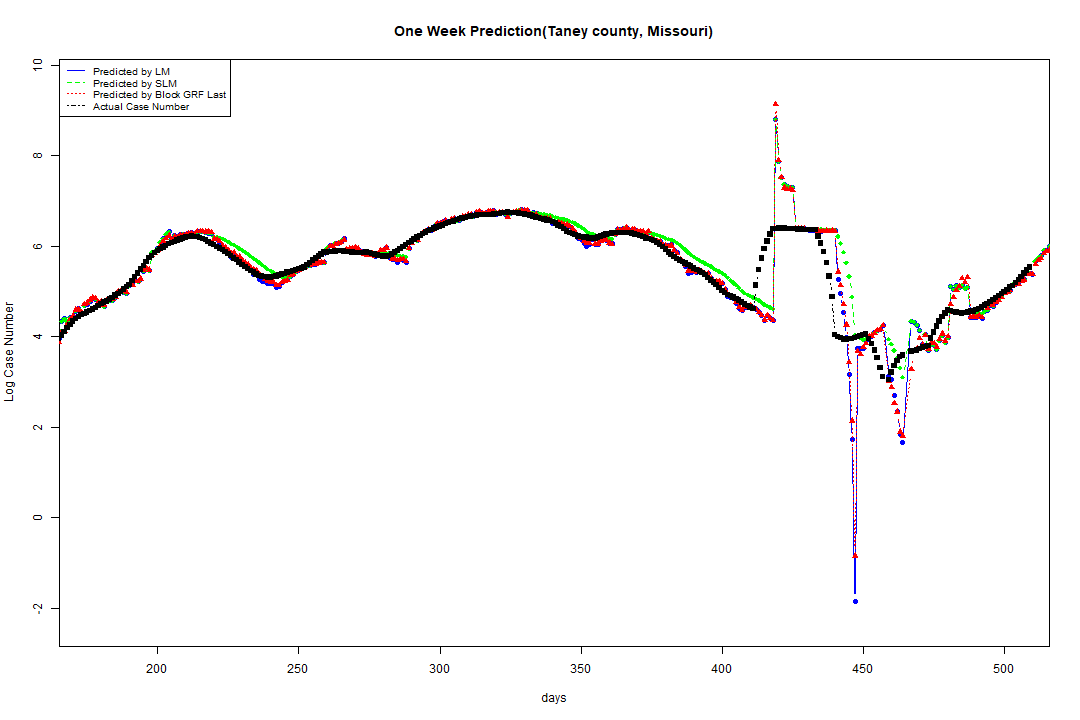 One Week Prediction(Taney county, Missouri)
Predicted by LM
Predicted by SLM
Predicted by Block GRF Last
Actual Case Number
10
8
6
4
2
0
-2
Log Case Number
200
250
300
350
400
450
500
days